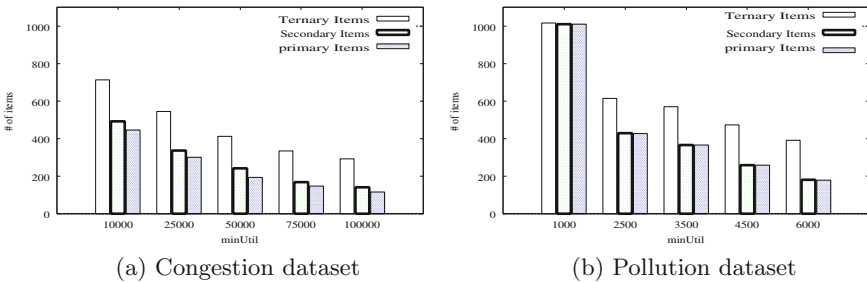 1000
800
600
400
200
0
# of items
Ternary Items
Secondary Items
primary Items
10000 25000 50000 75000 100000
minUtil
(a) Congestion dataset
1000
800
600
400
200
0
# of items
Ternary Items
Secondary Items
primary Items
1000 2500 3500 4500 6000
minUtil
(b) Pollution dataset